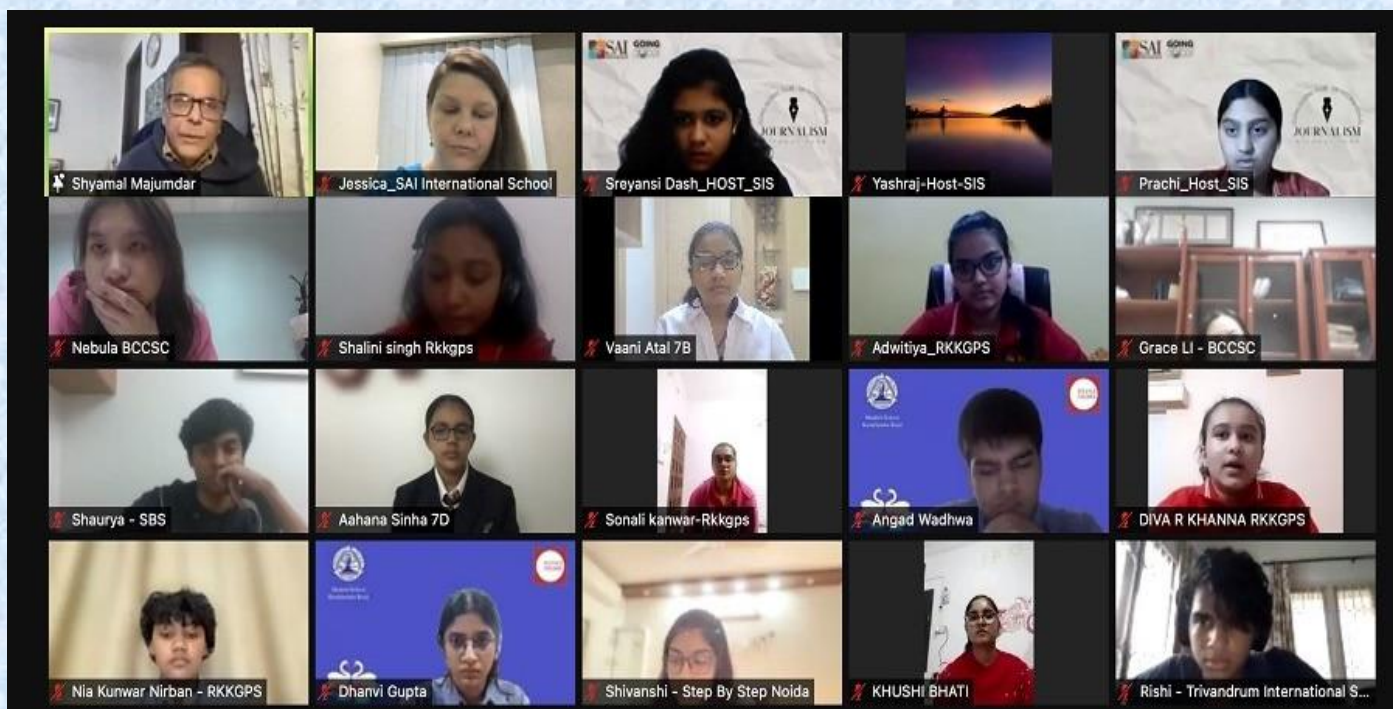 SAI GOING
JOURNALISM
SAI GOING
JOURNALISM
Shyamal Majumdar
Jessica_SAI International School
Sreyansi Dash_HOST_SIS
Yashraj-Host-SIS
Prachi_Host_SIS
Nebula BCCSC
Shalini singh Rkkgps
Vaani Atal 7B
Adwitiya_RKKGPS
Grace LI - BCCSC
Shaurya - SBS
Aahana Sinha 7D
Sonali kanwar-Rkkgps
Angad Wadhwa
DIVA R KHANNA RKKGPS
Nia Kunwar Nirban - RKKGPS
Dhanvi Gupta
Shivanshi - Step By Step Noida
KHUSHI BHATI
Rishi - Trivandrum International S...